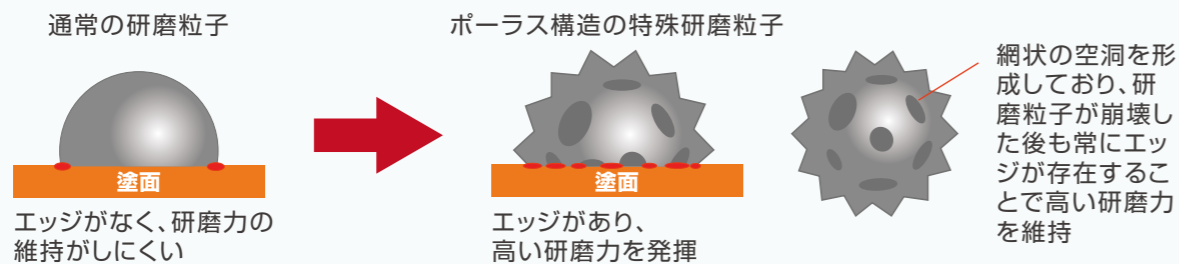 通常の研磨粒子
塗面
エッジがなく、研磨力の
維持がしにくい
ポーラス構造の特殊研磨粒子
塗面
エッジがあり、
高い研磨力を発揮
網状の空洞を形
成しており、研
磨粒子が崩壊し
た後も常にエッ
ジが存在するこ
とで高い研磨力
を維持